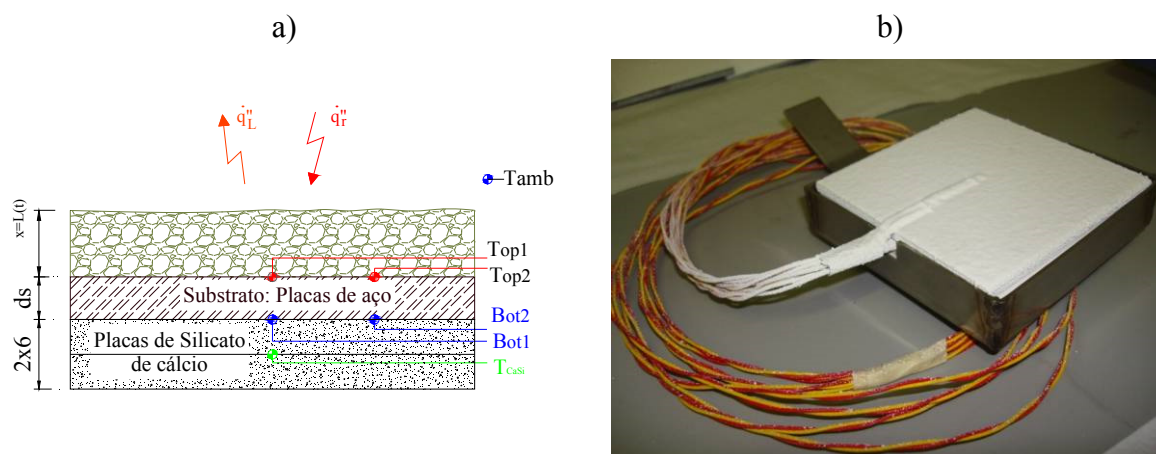 a)
b)
q̇"L
q̇"r
Tamb
x=L(t)
Top1
Top2
ds
Substrato: Placas de aço
Bot2
Bot1
2x6
Placas de Silicato
de cálcio
TCaSi